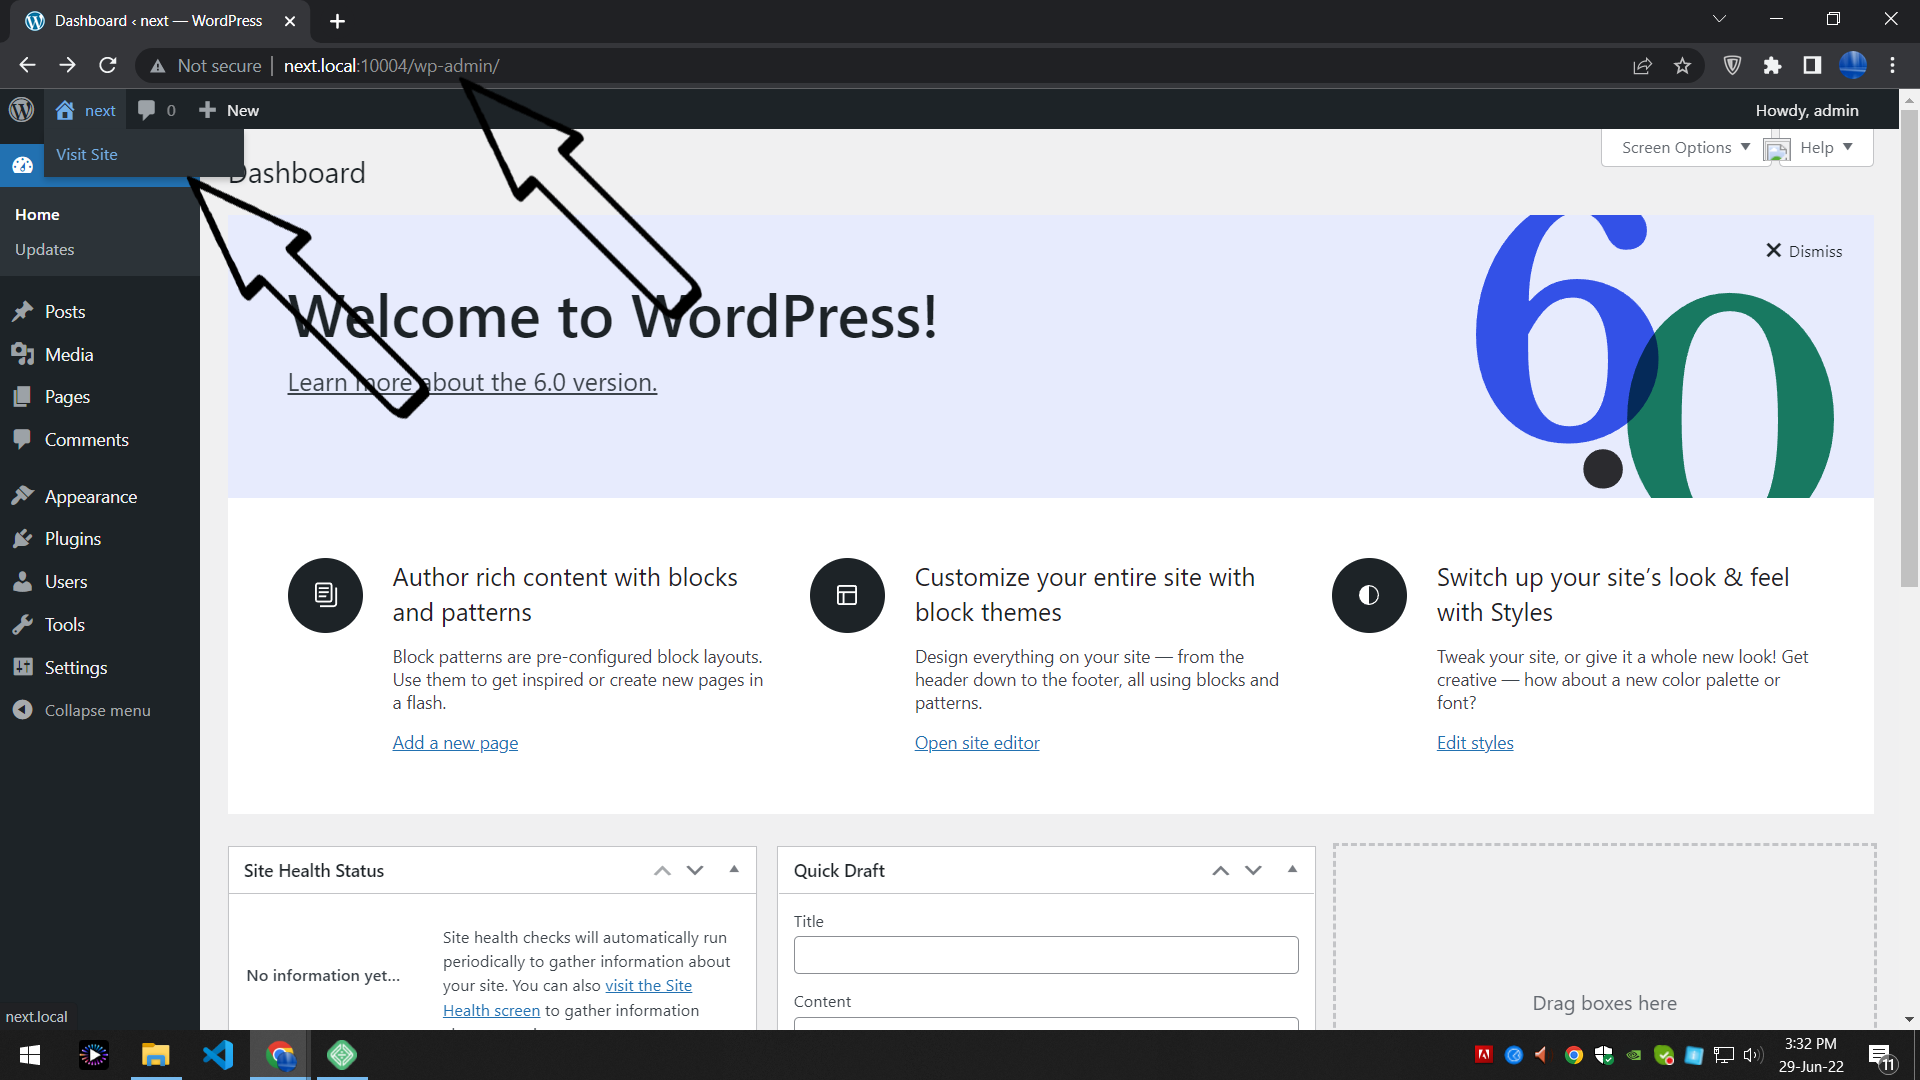 Dashboard ‹ next — WordPress
Not secure | next.local:10004/wp-admin/
next 0 New Howdy, admin
Visit Site
Screen Options Help
Dashboard
Home
Updates
Posts
Media
Pages
Comments
Appearance
Plugins
Users
Tools
Settings
Collapse menu
Dismiss
Welcome to WordPress!
Learn more about the 6.0 version.
6.0
Author rich content with blocks
and patterns
Block patterns are pre-configured block layouts.
Use them to get inspired or create new pages in
a flash.
Add a new page
Customize your entire site with
block themes
Design everything on your site — from the
header down to the footer, all using blocks and
patterns.
Open site editor
Switch up your site’s look & feel
with Styles
Tweak your site, or give it a whole new look! Get
creative — how about a new color palette or
font?
Edit styles
Site Health Status
No information yet...
Site health checks will automatically run
periodically to gather information about
your site. You can also visit the Site
Health screen to gather information
Quick Draft
Title
Content
Drag boxes here
next.local
3:32 PM
29-Jun-22
11